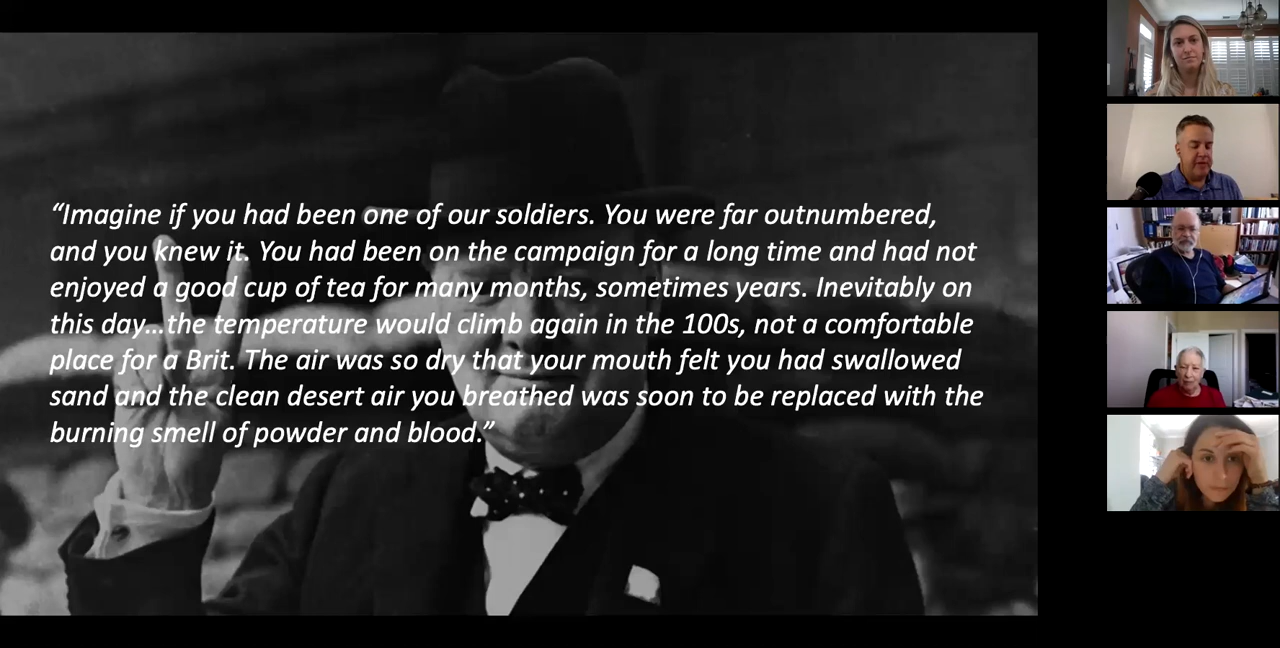 “Imagine if you had been one of our soldiers. You were far outnumbered,
and you knew it. You had been on the campaign for a long time and had not
enjoyed a good cup of tea for many months, sometimes years. Inevitably on
this day...the temperature would climb again in the 100s, not a comfortable
place for a Brit. The air was so dry that your mouth felt you had swallowed
sand and the clean desert air you breathed was soon to be replaced with the
burning smell of powder and blood.”